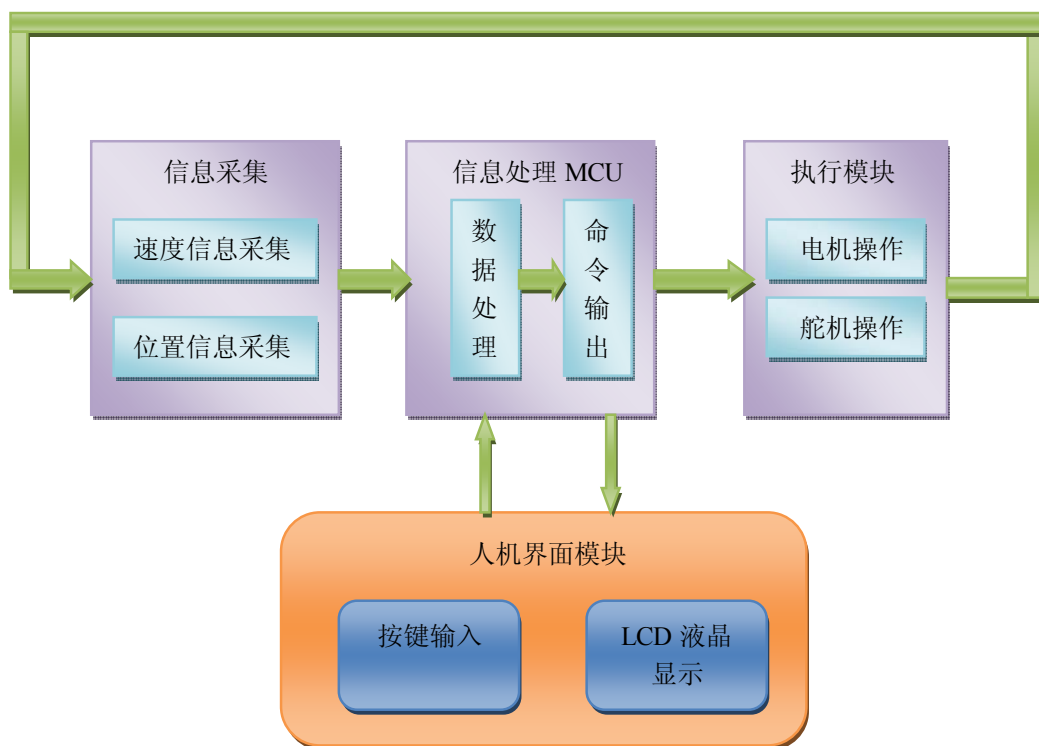 信息采集
速度信息采集
位置信息采集
信息处理 MCU
数
据
处
理
命
令
输
出
执行模块
电机操作
舵机操作
人机界面模块
按键输入
LCD 液晶
显示